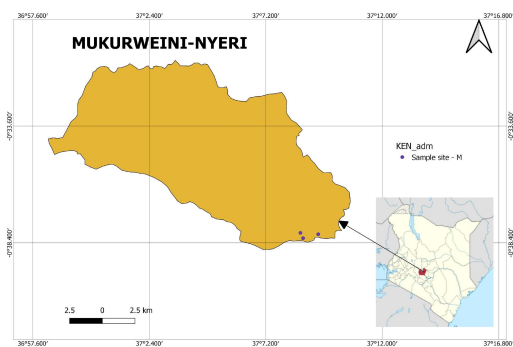 36°57.600' 37°2.400' 37°7.200' 37°12.000' 37°16.800'
MUKURWEINI-NYERI
-0°33.600' -0°33.600'
KEN_adm
Sample site - M
-0°38.800' -0°38.800'
2.5 0 2.5 km
36°57.600' 37°2.400' 37°7.200' 37°12.000' 37°16.800'